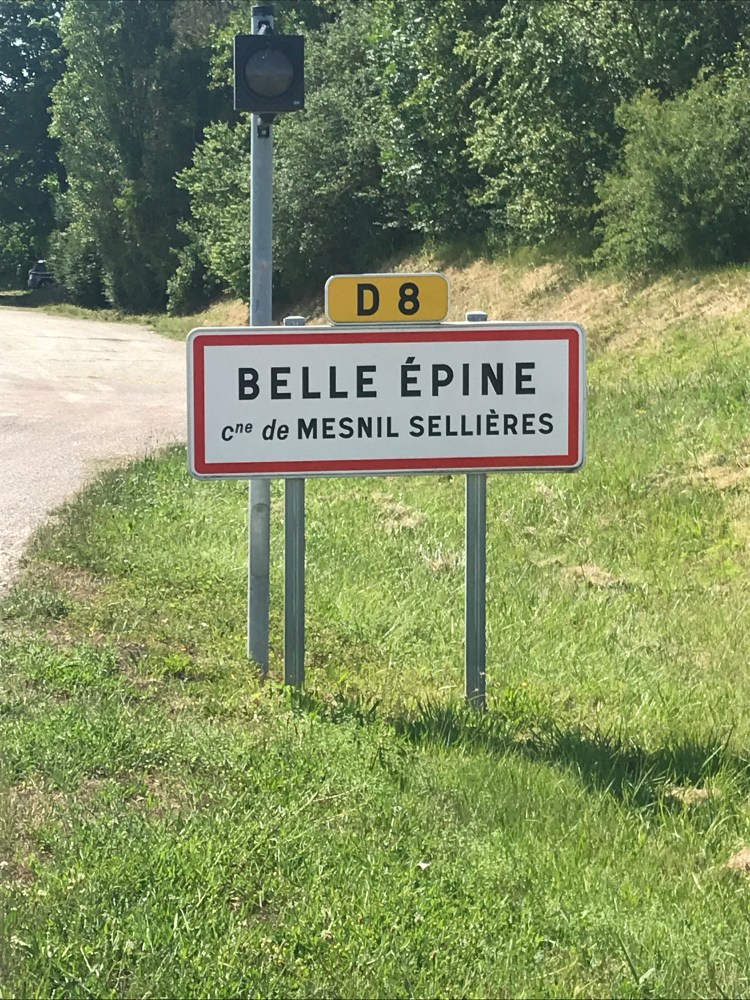 D 8
BELLE ÉPINE
cne de MESNIL SELLIÈRES